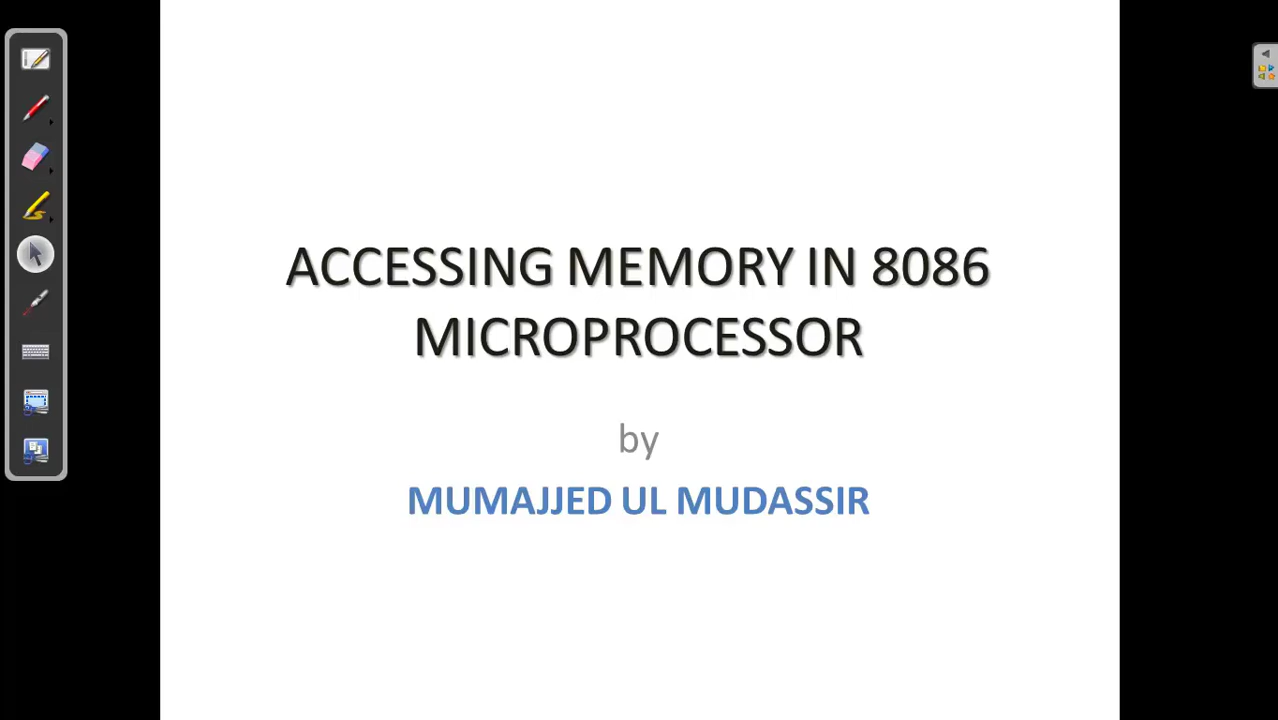 ACCESSING MEMORY IN 8086
MICROPROCESSOR
by
MUMAJJED UL MUDASSIR